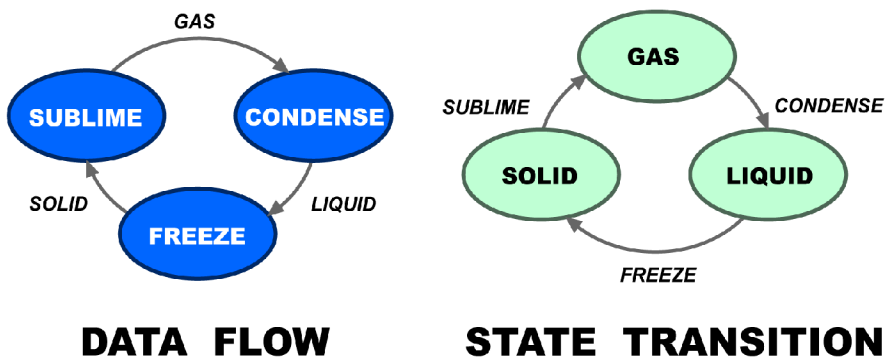 GAS
SUBLIME
CONDENSE
SOLID
LIQUID
FREEZE
DATA FLOW
GAS
SUBLIME
CONDENSE
SOLID
LIQUID
FREEZE
STATE TRANSITION